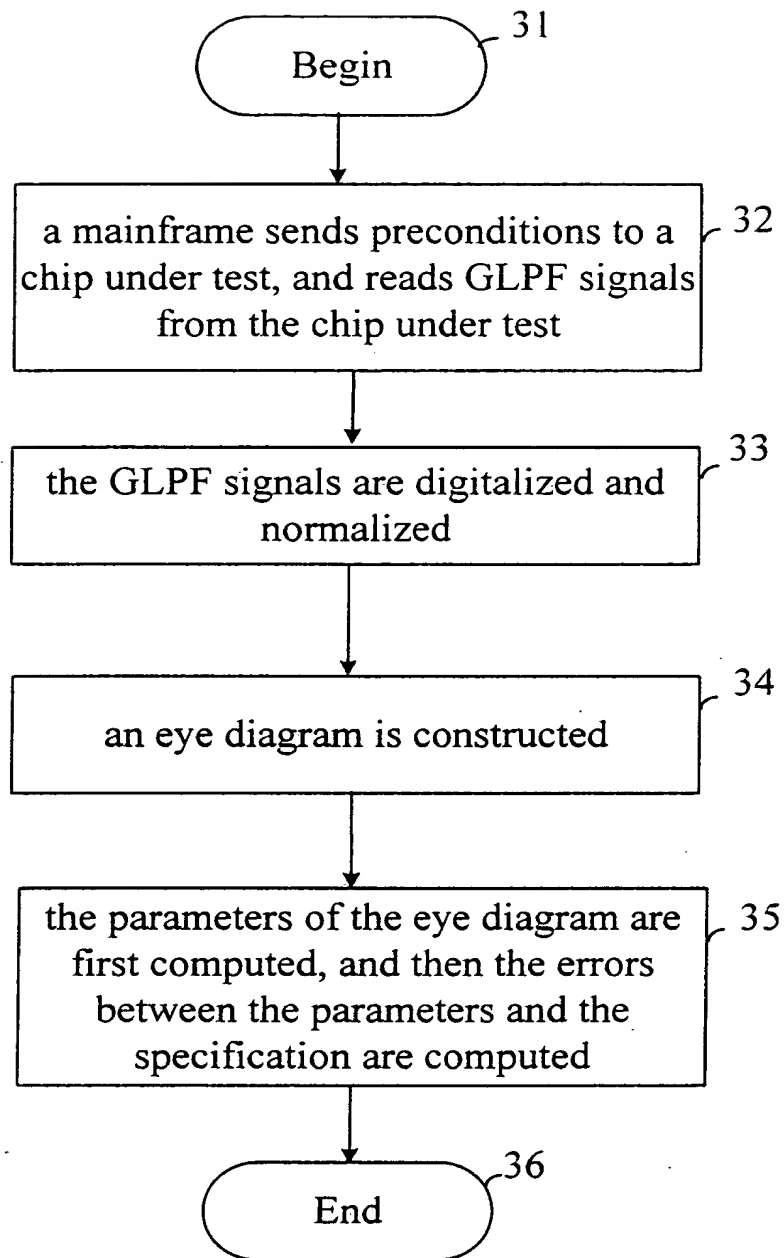 31
Begin
32
a mainframe sends preconditions to a
chip under test, and reads GLPF signals
from the chip under test
33
the GLPF signals are digitalized and
normalized
34
an eye diagram is constructed
35
the parameters of the eye diagram are
first computed, and then the errors
between the parameters and the
specification are computed
36
End